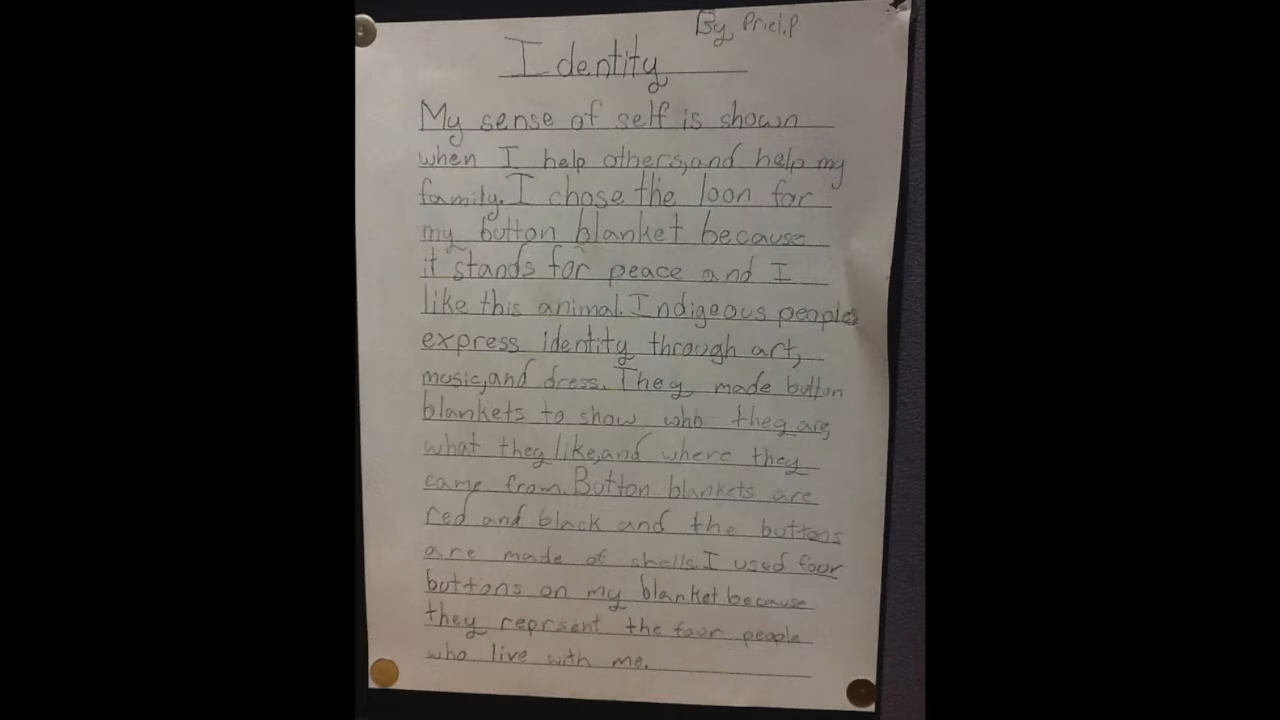 By, Priel.P
Identity
My sense of self is shown
when I help others,and help my
family. I chose the loon for
my button blanket because
it stands for peace and I
like this animal. Indigeous peoples
express identity through art,
music,and dress. They made button
blankets to show who they are,
what they like,and where they
came from. Button blankets are
red and black and the buttons
are made of shells. I used four
buttons on my blanket because
they reprsent the four people
who live with me.